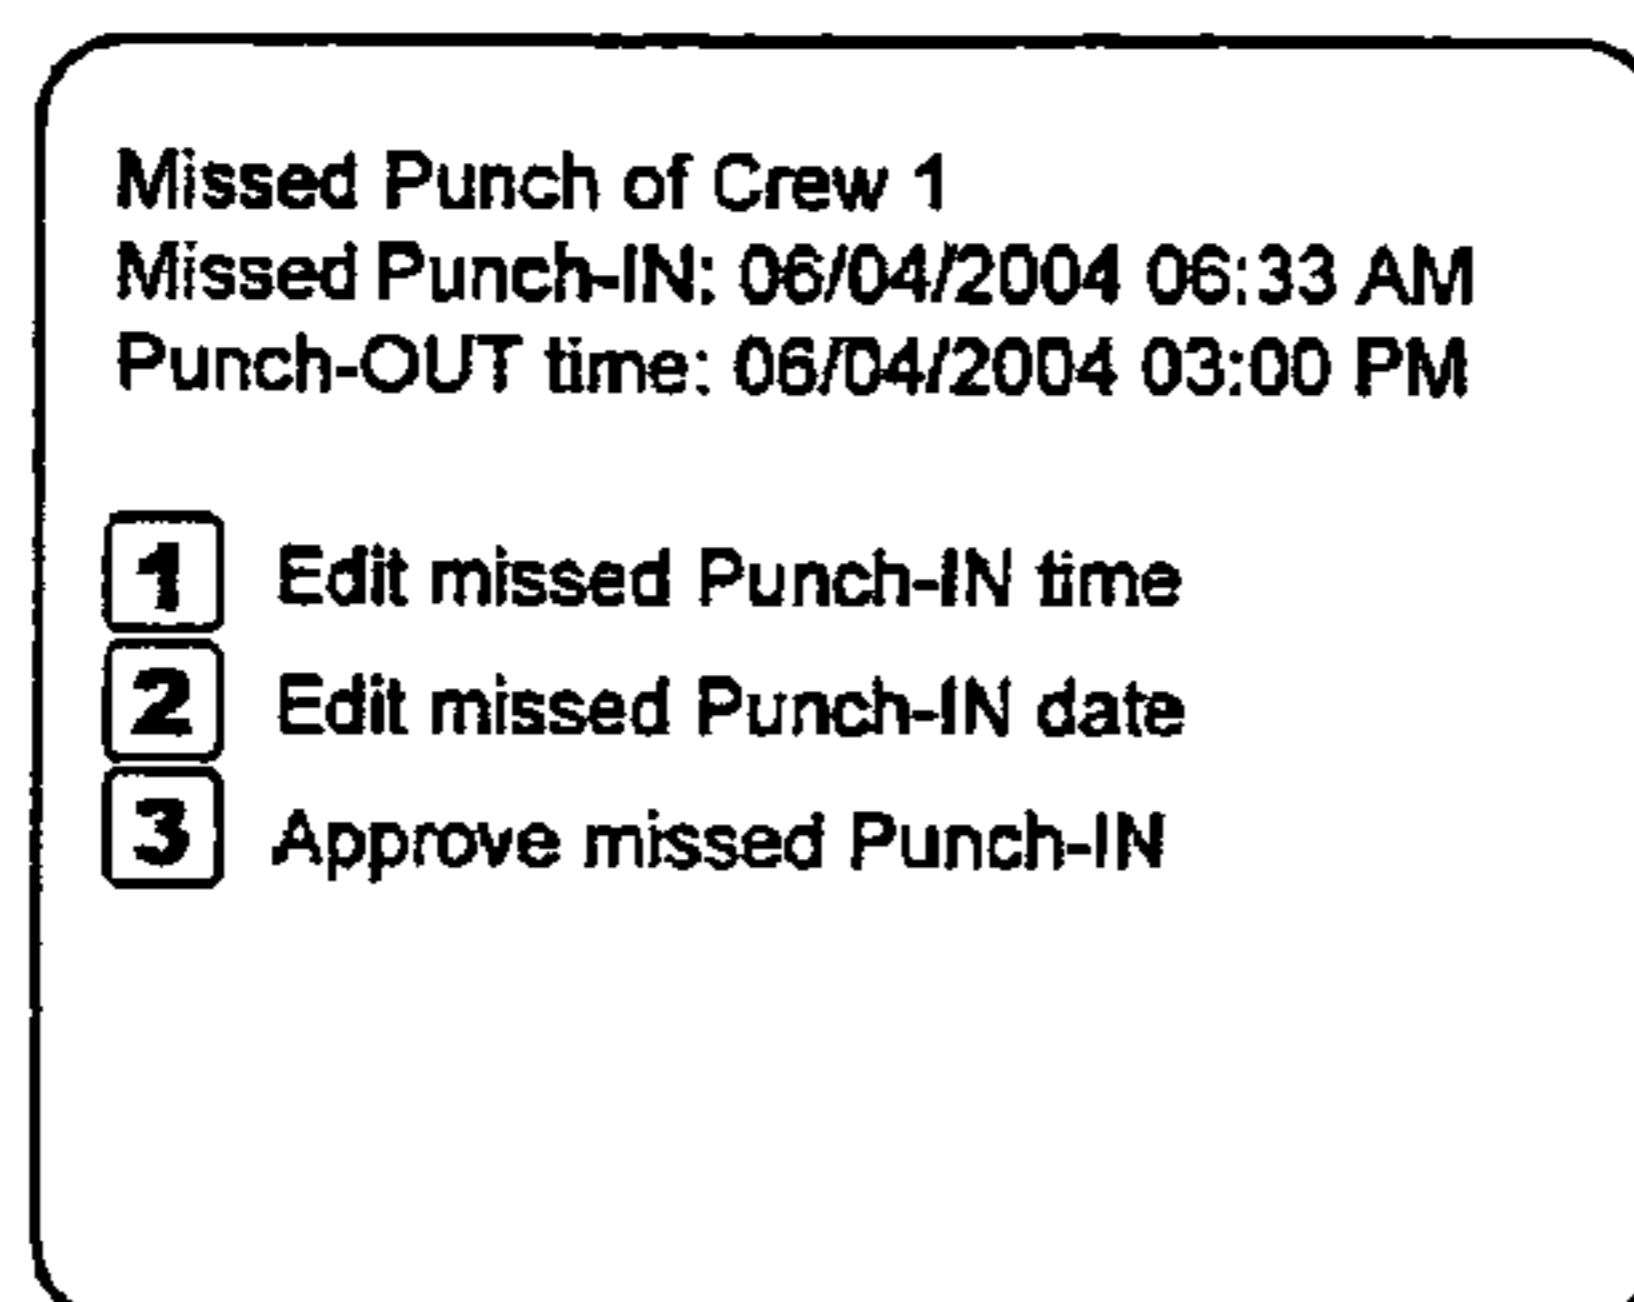 Missed Punch of Crew 1
Missed Punch-IN: 06/04/2004 06:33 AM
Punch-OUT time: 06/04/2004 03:00 PM
1 Edit missed Punch-IN time
2 Edit missed Punch-IN date
3 Approve missed Punch-IN